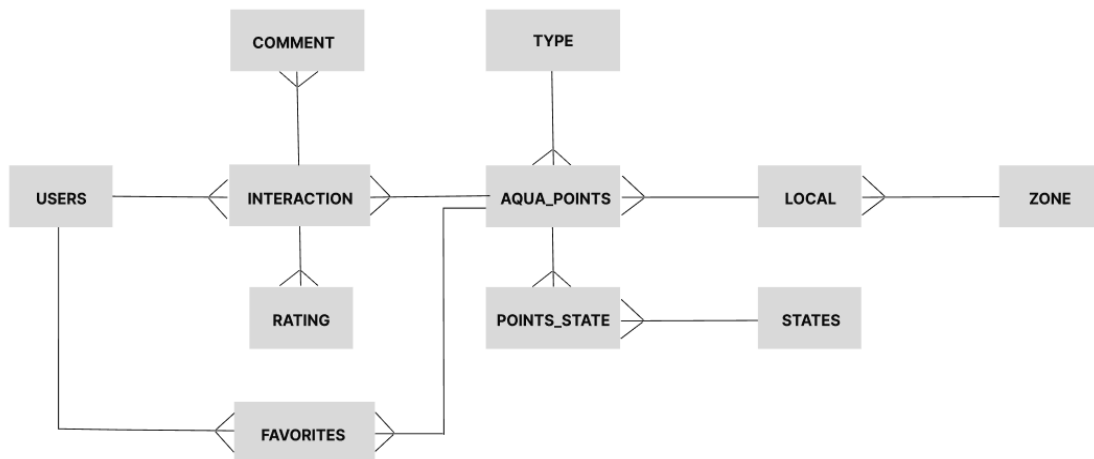 COMMENT
TYPE
USERS
INTERACTION
AQUA_POINTS
LOCAL
ZONE
RATING
POINTS_STATE
STATES
FAVORITES